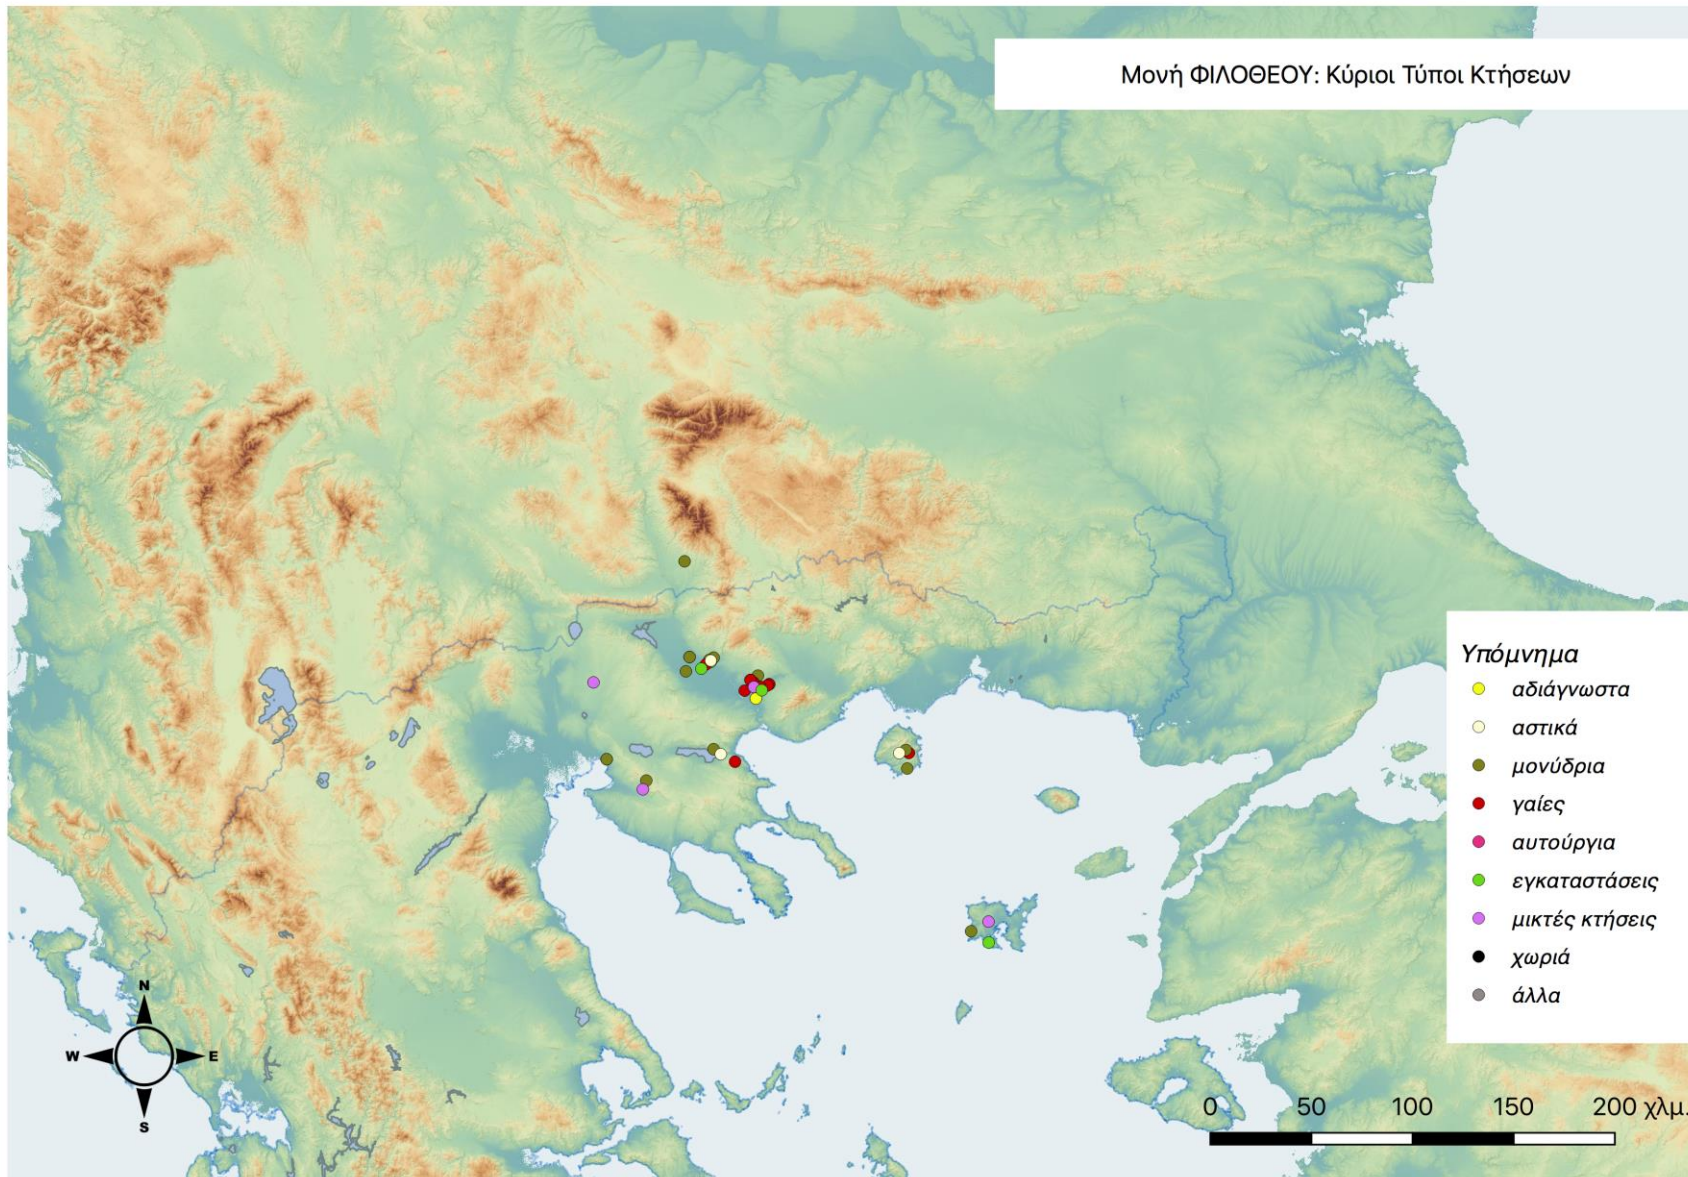 Μονή ΦΙΛΟΘΕΟΥ: Κύριοι Τύποι Κτήσεων
Υπόμνημα
αδιάγνωστα
αστικά
μονύδρια
γαίες
αυτούργια
εγκαταστάσεις
μικτές κτήσεις
χωριά
άλλα
N
W E
S
0 50 100 150 200 χλμ.